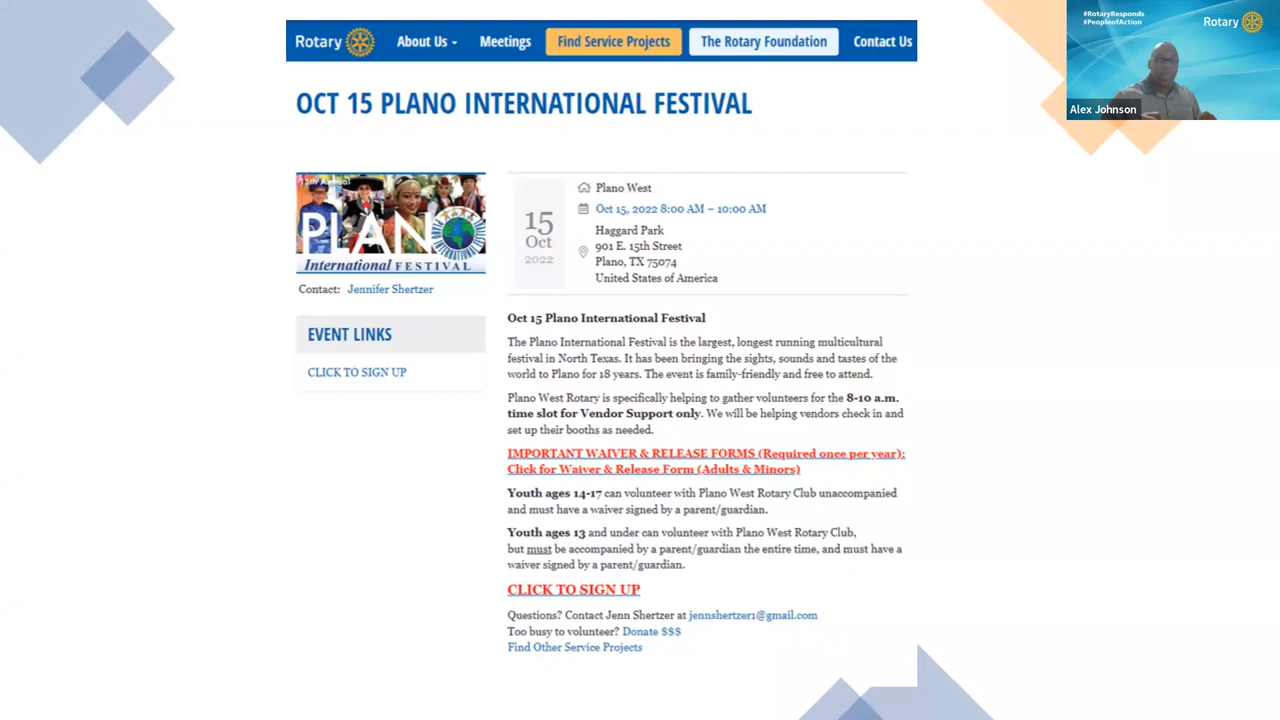 #RotaryResponds
#PeopleofAction
Rotary
Alex Johnson
Rotary
About Us
Meetings
Find Service Projects
The Rotary Foundation
Contact Us
OCT 15 PLANO INTERNATIONAL FESTIVAL
PLANO
International FESTIVAL
Contact: Jennifer Shertzer
EVENT LINKS
CLICK TO SIGN UP
15
Oct
2022
Plano West
Oct 15, 2022 8:00 AM – 10:00 AM
Haggard Park
901 E. 15th Street
Plano, TX 75074
United States of America
Oct 15 Plano International Festival
The Plano International Festival is the largest, longest running multicultural
festival in North Texas. It has been bringing the sights, sounds and tastes of the
world to Plano for 18 years. The event is family-friendly and free to attend.
Plano West Rotary is specifically helping to gather volunteers for the 8-10 a.m.
time slot for Vendor Support only. We will be helping vendors check in and
set up their booths as needed.
IMPORTANT WAIVER & RELEASE FORMS (Required once per year):
Click for Waiver & Release Form (Adults & Minors)
Youth ages 14-17 can volunteer with Plano West Rotary Club unaccompanied
and must have a waiver signed by a parent/guardian.
Youth ages 13 and under can volunteer with Plano West Rotary Club,
but must be accompanied by a parent/guardian the entire time, and must have a
waiver signed by a parent/guardian.
CLICK TO SIGN UP
Questions? Contact Jenn Shertzer at jennshertzer1@gmail.com
Too busy to volunteer? Donate $$$
Find Other Service Projects